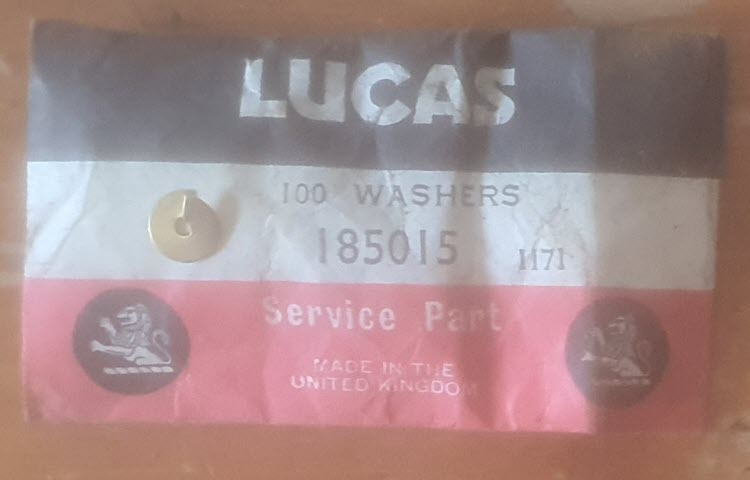 LUCAS
100 WASHERS
185015 1171
Service Part
MADE IN THE
UNITED KINGDOM